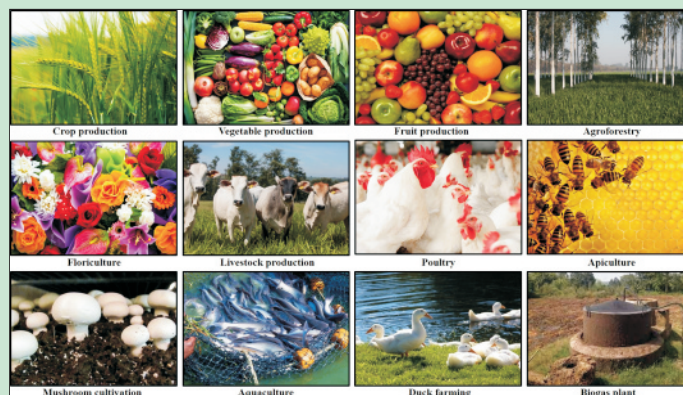 Crop production
Vegetable production
Fruit production
Agroforestry
Floriculture
Livestock production
Poultry
Apiculture
Mushroom cultivation
Aquaculture
Duck farming
Biogas plant